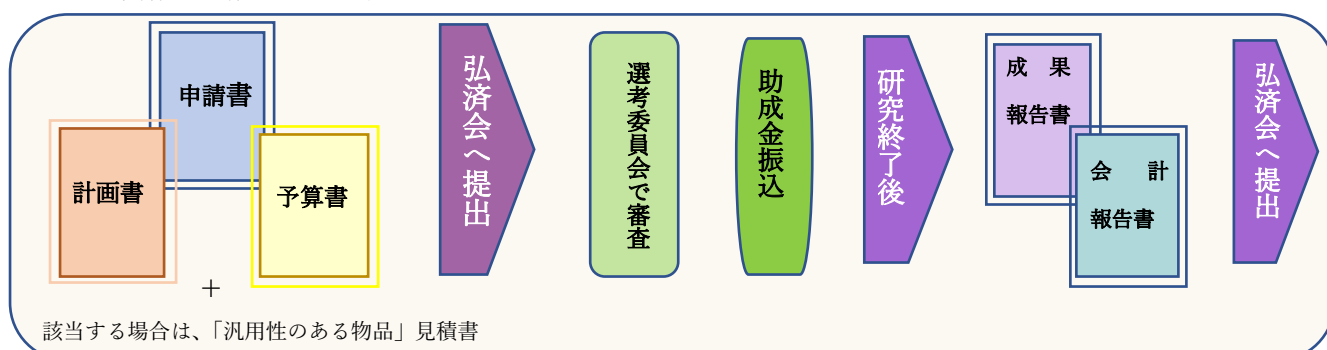 申請書
計画書
予算書
＋
該当する場合は、「汎用性のある物品」見積書
弘済会へ提出
選考委員会で審査
助成金振込
研究終了後
成　果
報告書
会　計
報告書
弘済会へ提出